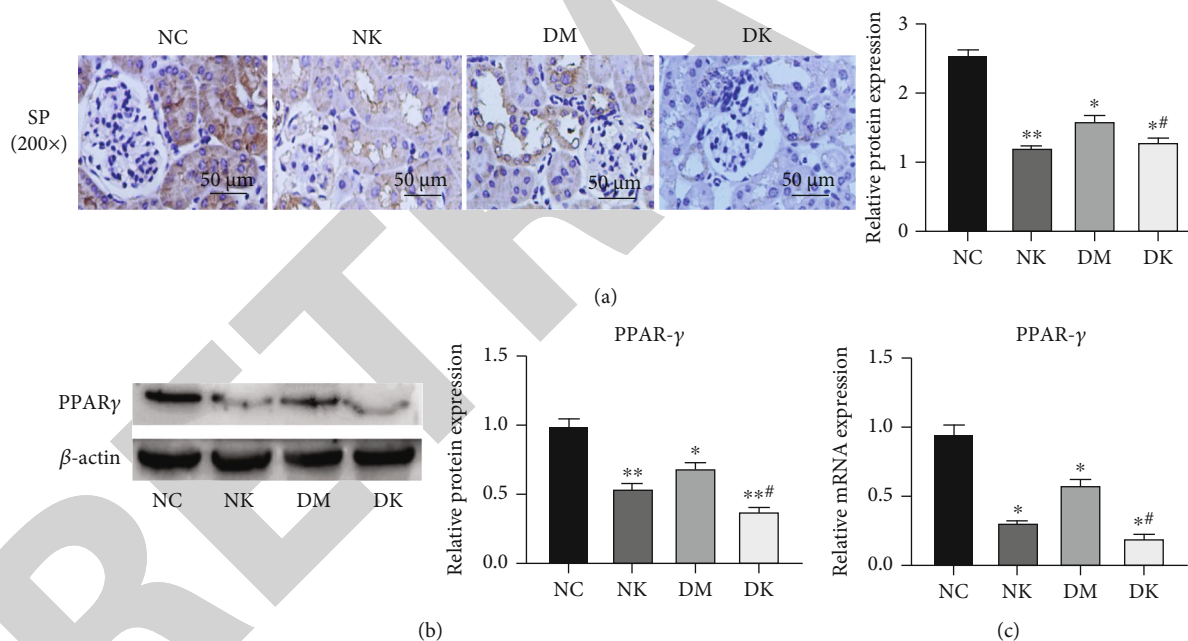 NC NK DM DK
SP
(200×)
50 μm 50 μm 50 μm 50 μm
Relative protein expression
3
2
1
0
**
*
*#
NC NK DM DK
(a)
PPARγ
β-actin
NC NK DM DK
PPAR-γ
Relative protein expression
1.5
1.0
0.5
0.0
**
*
**#
NC NK DM DK
(b)
PPAR-γ
Relative mRNA expression
1.5
1.0
0.5
0.0
*
*
*#
NC NK DM DK
(c)
RETRA